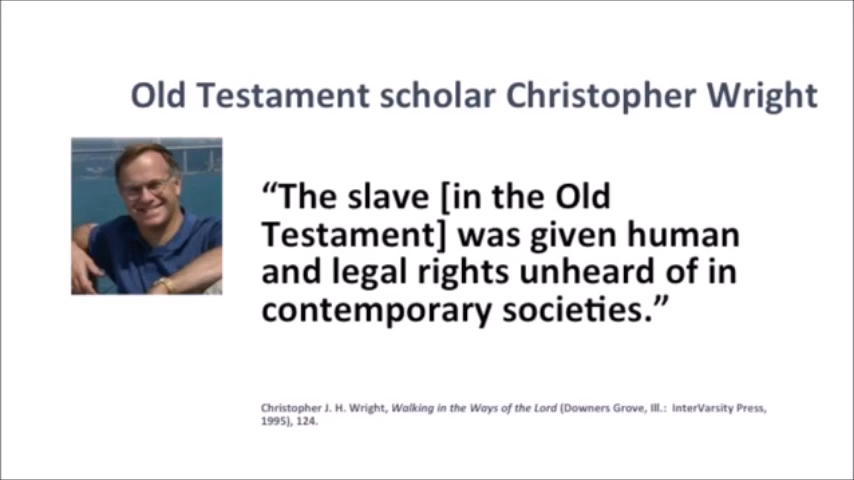 Old Testament scholar Christopher Wright
“The slave [in the Old
Testament] was given human
and legal rights unheard of in
contemporary societies.”
Christopher J. H. Wright, Walking in the Ways of the Lord (Downers Grove, Ill.: InterVarsity Press,
1995), 124.